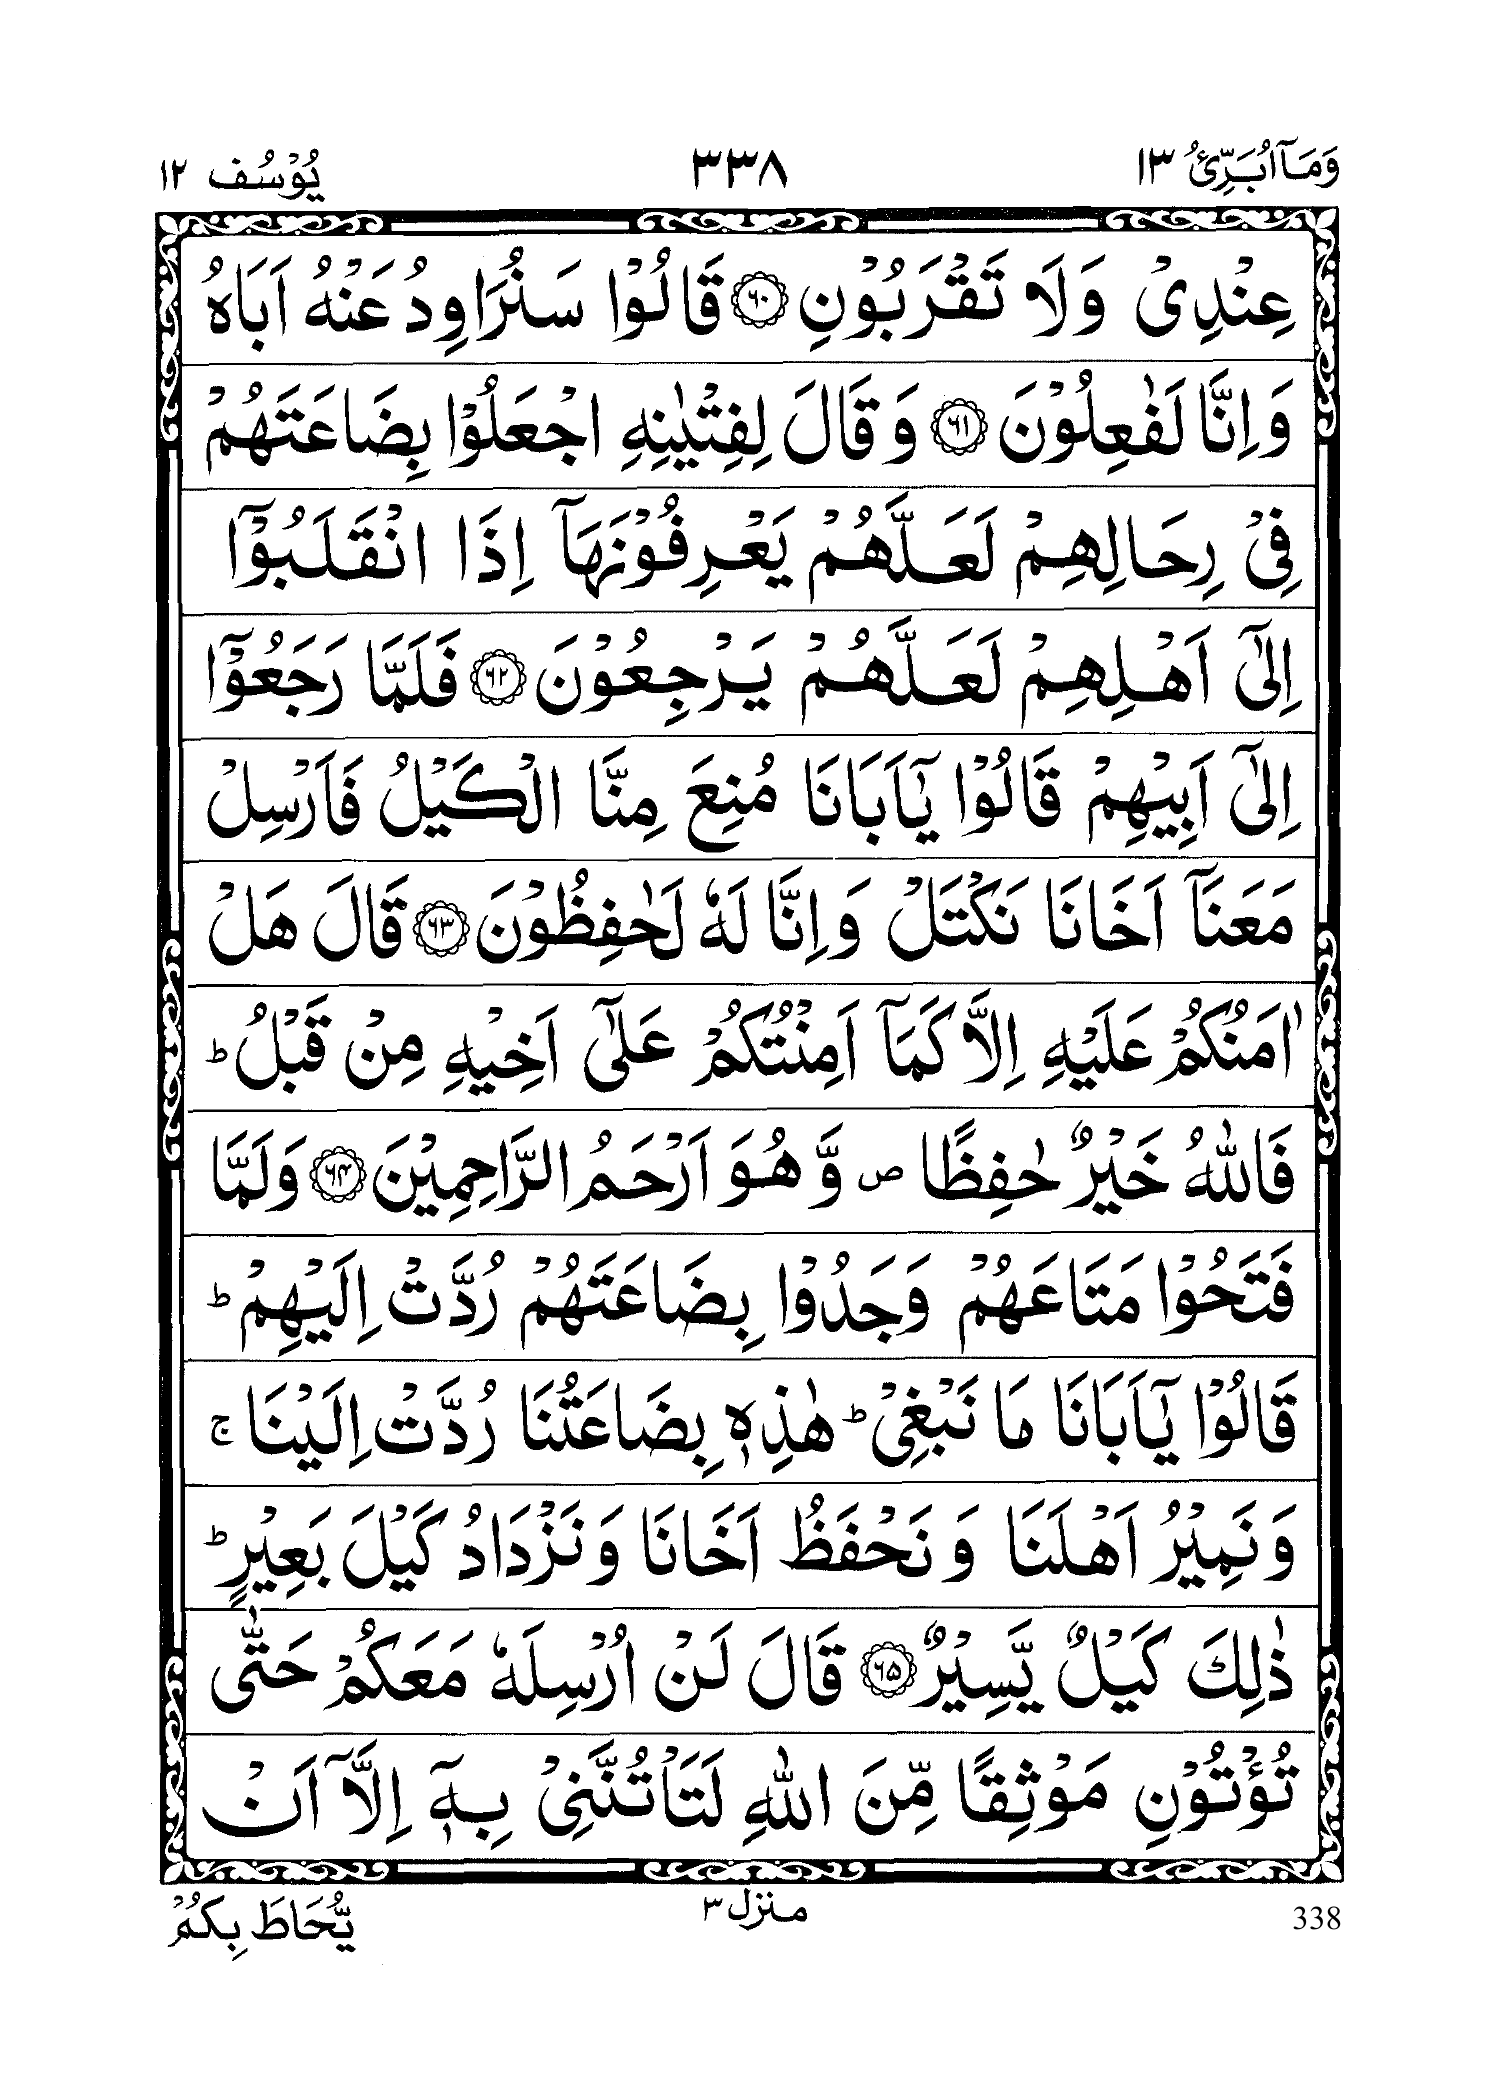 وَمَاۤ اُبَرِّئُ ۱۳ ۳۳۸ یُوْسُف ۱۲
عِنْدِیْ وَلَا تَقْرَبُوْنِ ۶۰ قَالُوْا سَنُرَاوِدُ عَنْهُ اَبَاهُ
وَاِنَّا لَفٰعِلُوْنَ ۶۱ وَقَالَ لِفِتْیٰنِهِ اجْعَلُوْا بِضَاعَتَهُمْ
فِیْ رِحَالِهِمْ لَعَلَّهُمْ یَعْرِفُوْنَهَاۤ اِذَا انْقَلَبُوْۤا
اِلٰۤی اَهْلِهِمْ لَعَلَّهُمْ یَرْجِعُوْنَ ۶۲ فَلَمَّا رَجَعُوْۤا
اِلٰۤی اَبِیْهِمْ قَالُوْا یٰۤاَبَانَا مُنِعَ مِنَّا الْكَیْلُ فَاَرْسِلْ
مَعَنَاۤ اَخَانَا نَكْتَلْ وَاِنَّا لَهٗ لَحٰفِظُوْنَ ۶۳ قَالَ هَلْ
اٰمَنُكُمْ عَلَیْهِ اِلَّا كَمَاۤ اَمِنْتُكُمْ عَلٰۤی اَخِیْهِ مِنْ قَبْلُ ؕ
فَاللّٰهُ خَیْرٌ حٰفِظًا ۪ وَّهُوَ اَرْحَمُ الرَّاحِمِیْنَ ۶۴ وَلَمَّا
فَتَحُوْا مَتَاعَهُمْ وَجَدُوْا بِضَاعَتَهُمْ رُدَّتْ اِلَیْهِمْ ؕ
قَالُوْا یٰۤاَبَانَا مَا نَبْغِیْ ؕ هٰذِهٖ بِضَاعَتُنَا رُدَّتْ اِلَیْنَا ۚ
وَنَمِیْرُ اَهْلَنَا وَنَحْفَظُ اَخَانَا وَنَزْدَادُ كَیْلَ بَعِیْرٍ ؕ
ذٰلِكَ كَیْلٌ یَّسِیْرٌ ۶۵ قَالَ لَنْ اُرْسِلَهٗ مَعَكُمْ حَتّٰی
تُؤْتُوْنِ مَوْثِقًا مِّنَ اللّٰهِ لَتَاْتُنَّنِیْ بِهٖۤ اِلَّاۤ اَنْ
338 منزل ۳ یُّحَاطَ بِكُمْ